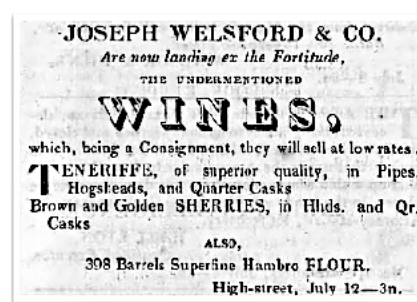 JOSEPH WELSFORD & CO.
Are now landing ex the Fortitude,
THE UNDERMENTIONED
WINES,
which, being a Consignment, they will sell at low rates.
TENERIFFE, of superior quality, in Pipes
Hogsheads, and Quarter Casks
Brown and Golden SHERRIES, in Hhds. and Qr.
Casks
ALSO,
398 Barrels Superfine Hambro FLOUR.
High-street, July 12—3n.